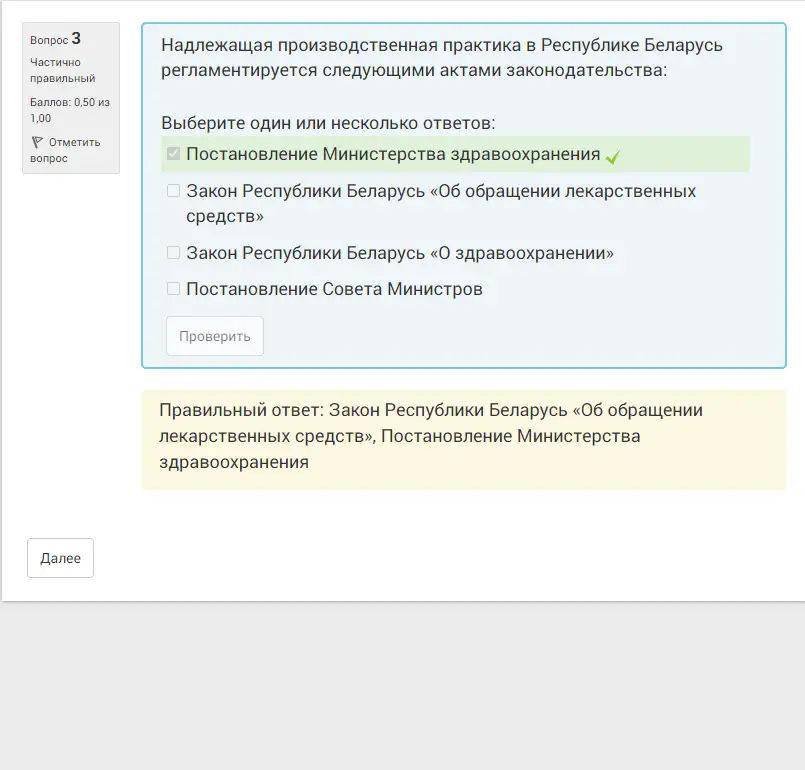 Вопрос 3
Частично
правильный
Баллов: 0,50 из
1,00
Отметить
вопрос
Надлежащая производственная практика в Республике Беларусь
регламентируется следующими актами законодательства:
Выберите один или несколько ответов:
Постановление Министерства здравоохранения
Закон Республики Беларусь «Об обращении лекарственных
средств»
Закон Республики Беларусь «О здравоохранении»
Постановление Совета Министров
Проверить
Правильный ответ: Закон Республики Беларусь «Об обращении
лекарственных средств», Постановление Министерства
здравоохранения
Далее